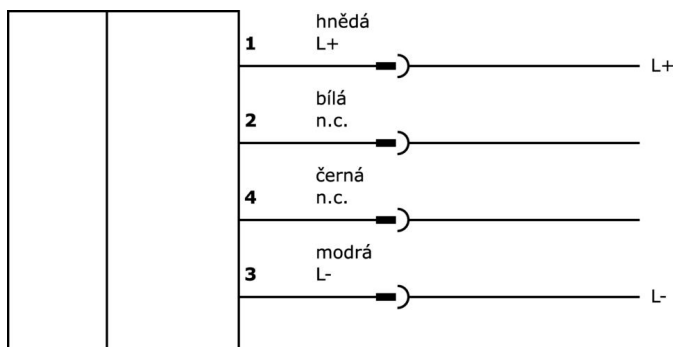 hnědá
1 L+
L+
bílá
2 n.c.
černá
4 n.c.
modrá
3 L-
L-